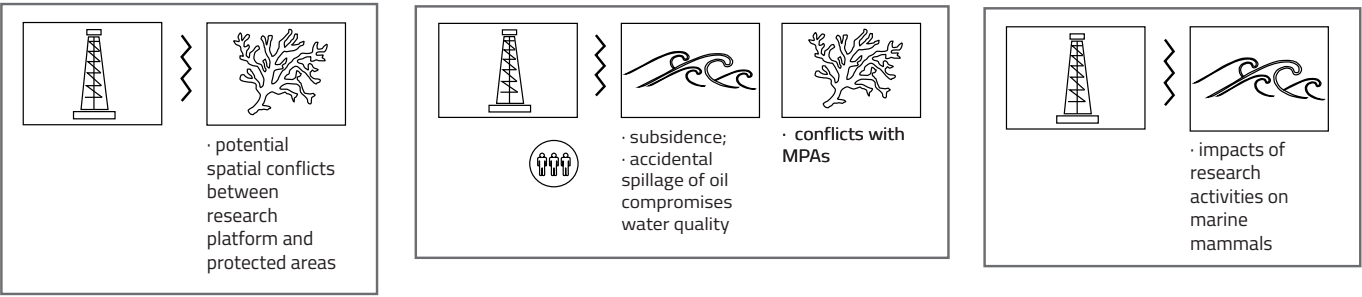 · potential
spatial conflicts
between
research
platform and
protected areas
· subsidence;
· accidental
spillage of oil
compromises
water quality
· conflicts with
MPAs
· impacts of
research
activities on
marine
mammals